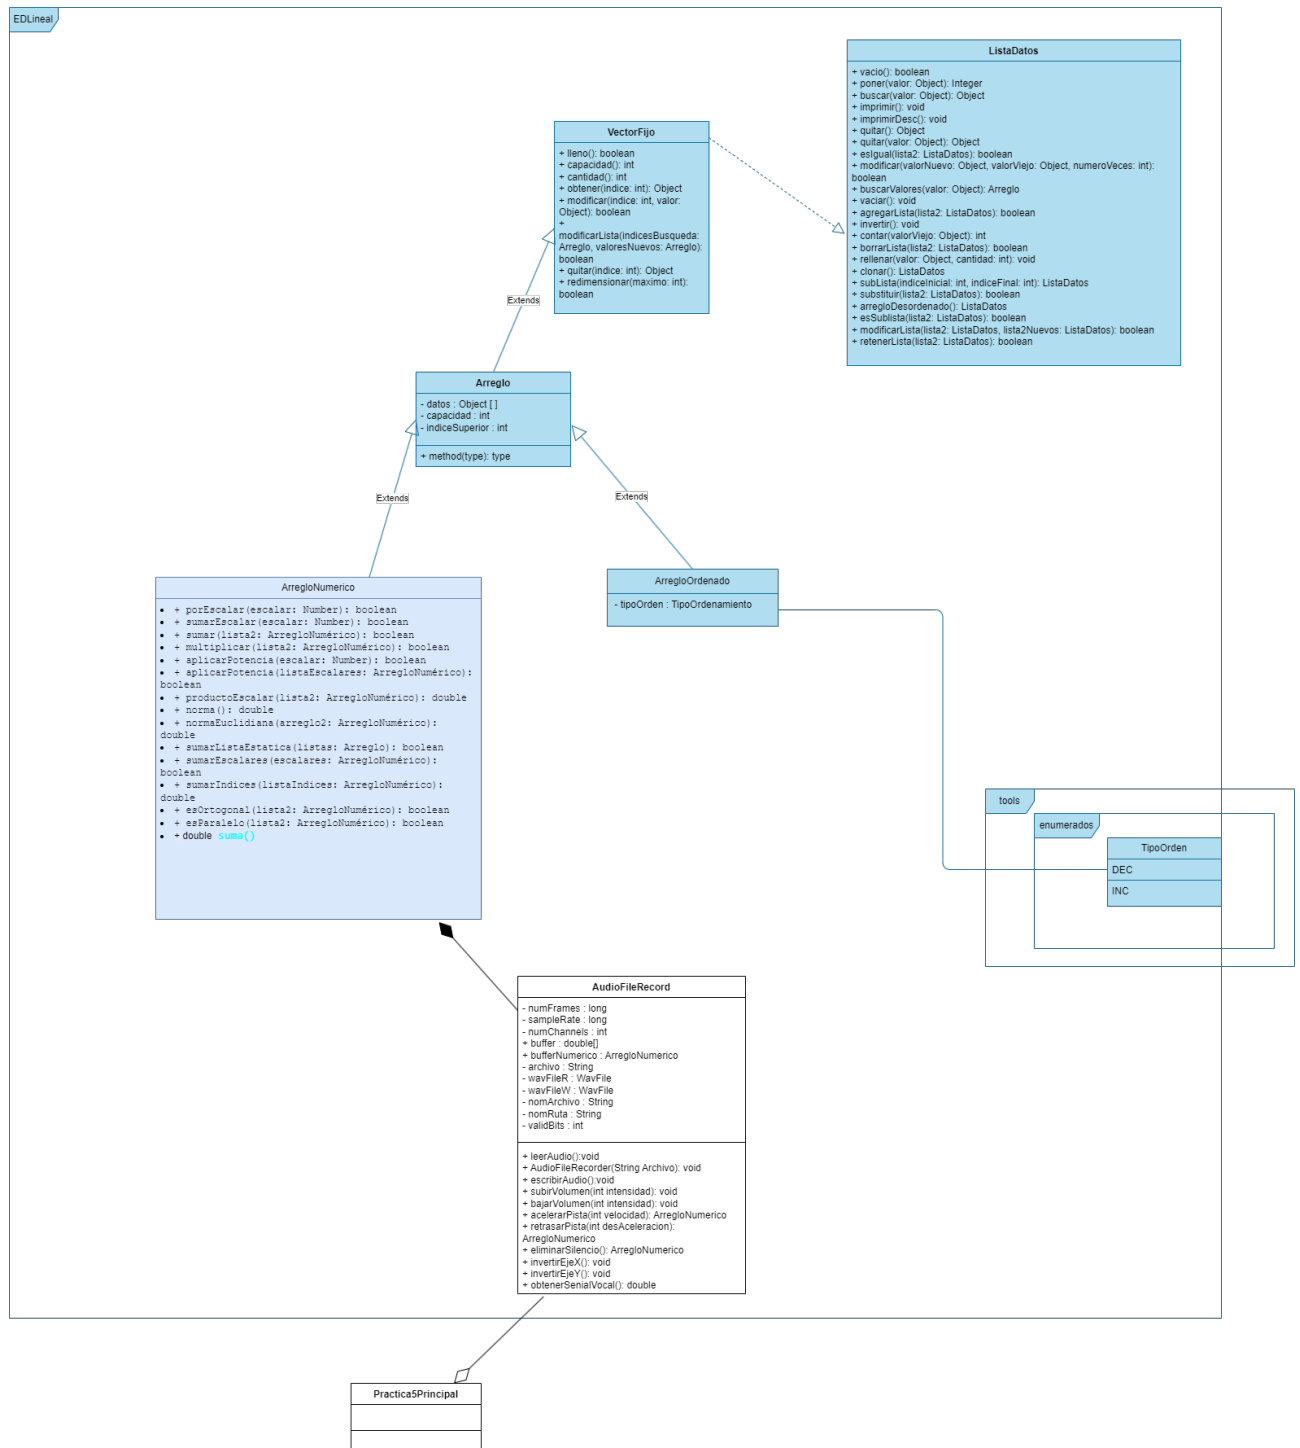 EDLineal
ListaDatos
+ vacio(): boolean
+ poner(valor: Object): Integer
+ buscar(valor: Object): Object
+ imprimir(): void
+ imprimirDesc(): void
+ quitar(): Object
+ quitar(valor: Object): Object
+ esIgual(lista2: ListaDatos): boolean
+ modificar(valorNuevo: Object, valorViejo: Object, numeroVeces: int):
boolean
+ buscarValores(valor: Object): Arreglo
+ vaciar(): void
+ agregarLista(lista2: ListaDatos): boolean
+ invertir(): void
+ contar(valorViejo: Object): int
+ borrarLista(lista2: ListaDatos): boolean
+ rellenar(valor: Object, cantidad: int): void
+ clonar(): ListaDatos
+ subLista(indiceInicial: int, indiceFinal: int): ListaDatos
+ substituir(lista2: ListaDatos): boolean
+ arregloDesordenado(): ListaDatos
+ esSublista(lista2: ListaDatos): boolean
+ modificarLista(lista2: ListaDatos, lista2Nuevos: ListaDatos): boolean
+ retenerLista(lista2: ListaDatos): boolean
VectorFijo
+ lleno(): boolean
+ capacidad(): int
+ cantidad(): int
+ obtener(indice: int): Object
+ modificar(indice: int, valor:
Object): boolean
+
modificarLista(indicesBusqueda:
Arreglo, valoresNuevos: Arreglo):
boolean
+ quitar(indice: int): Object
+ redimensionar(maximo: int):
boolean
Extends
Arreglo
- datos : Object [ ]
- capacidad : int
- indiceSuperior : int
+ method(type): type
Extends
Extends
ArregloNumerico
• + porEscalar(escalar: Number): boolean
• + sumarEscalar(escalar: Number): boolean
• + sumar(lista2: ArregloNumérico): boolean
• + multiplicar(lista2: ArregloNumérico): boolean
• + aplicarPotencia(escalar: Number): boolean
• + aplicarPotencia(listaEscalares: ArregloNumérico):
boolean
• + productoEscalar(lista2: ArregloNumérico): double
• + norma(): double
• + normaEuclidiana(arreglo2: ArregloNumérico):
double
• + sumarListaEstatica(listas: Arreglo): boolean
• + sumarEscalares(escalares: ArregloNumérico):
boolean
• + sumarIndices(listaIndices: ArregloNumérico):
double
• + esOrtogonal(lista2: ArregloNumérico): boolean
• + esParalelo(lista2: ArregloNumérico): boolean
• + double suma()
ArregloOrdenado
- tipoOrden : TipoOrdenamiento
tools
enumerados
TipoOrden
DEC
INC
AudioFileRecord
- numFrames : long
- sampleRate : long
- numChannels : int
+ buffer : double[]
+ bufferNumerico : ArregloNumerico
- archivo : String
- wavFileR : WavFile
- wavFileW : WavFile
- nomArchivo : String
- nomRuta : String
- validBits : int
+ leerAudio():void
+ AudioFileRecorder(String Archivo): void
+ escribirAudio():void
+ subirVolumen(int intensidad): void
+ bajarVolumen(int intensidad): void
+ acelerarPista(int velocidad): ArregloNumerico
+ retrasarPista(int desAceleracion):
ArregloNumerico
+ eliminarSilencio(): ArregloNumerico
+ invertirEjeX(): void
+ invertirEjeY(): void
+ obtenerSenialVocal(): double
Practica5Principal